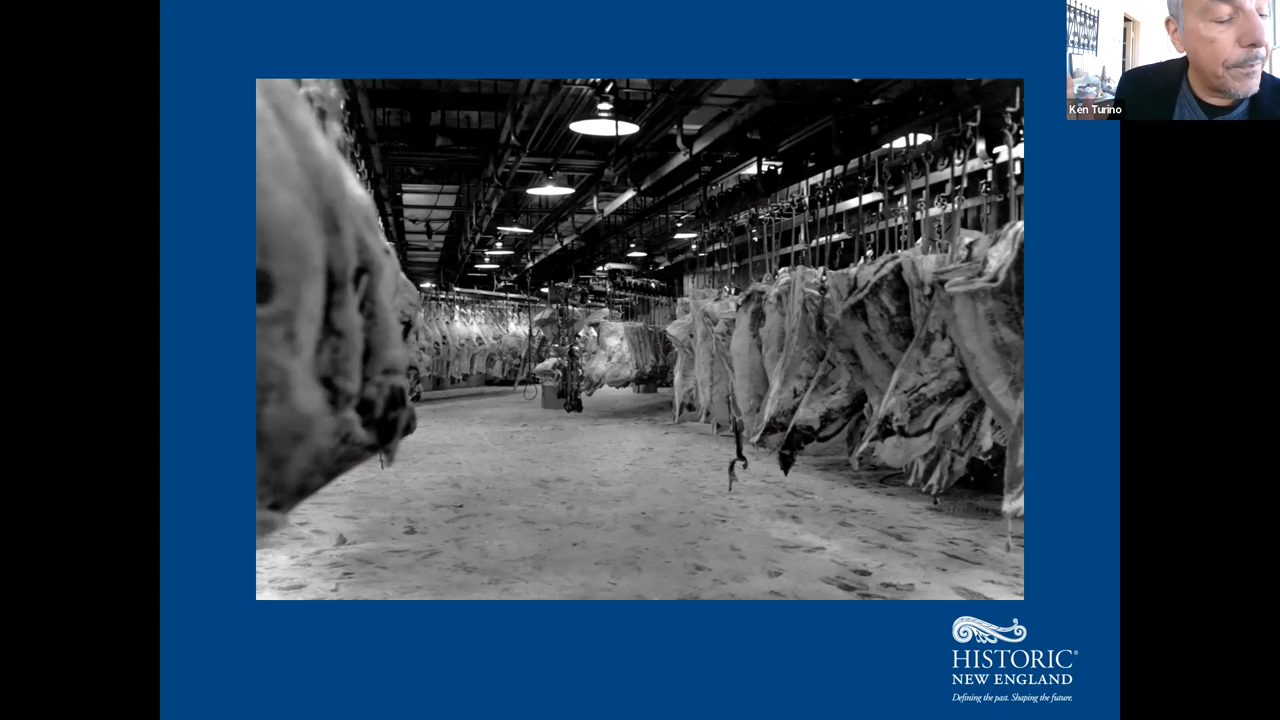 Ken Turino
HISTORIC®
NEW ENGLAND
Defining the past. Shaping the future.